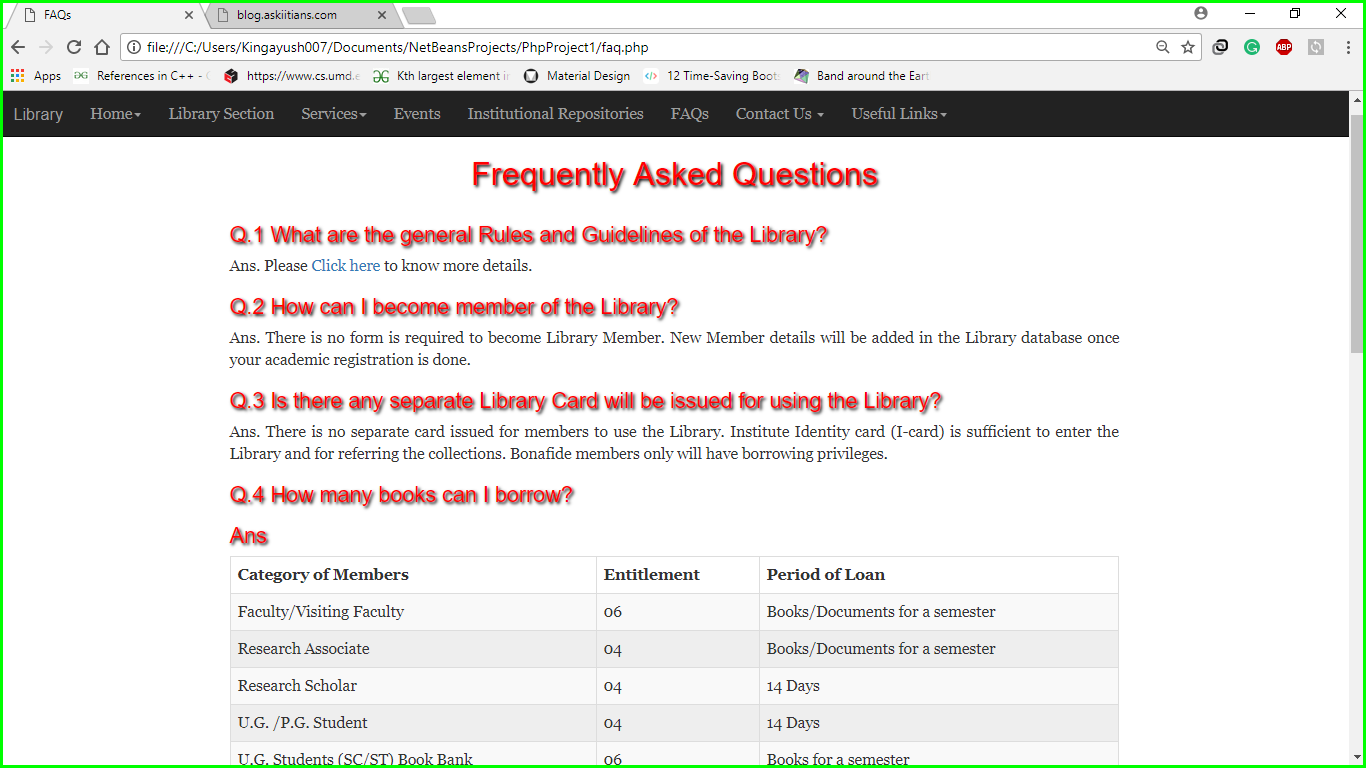 FAQs
blog.askiitians.com
file:///C:/Users/Kingayush007/Documents/NetBeansProjects/PhpProject1/faq.php
Apps References in C++ - https://www.cs.umd.e Kth largest element in Material Design 12 Time-Saving Boots Band around the Eart
Library Home Library Section Services Events Institutional Repositories FAQs Contact Us Useful Links
Frequently Asked Questions
Q.1 What are the general Rules and Guidelines of the Library?
Ans. Please Click here to know more details.
Q.2 How can I become member of the Library?
Ans. There is no form is required to become Library Member. New Member details will be added in the Library database once
your academic registration is done.
Q.3 Is there any separate Library Card will be issued for using the Library?
Ans. There is no separate card issued for members to use the Library. Institute Identity card (I-card) is sufficient to enter the
Library and for referring the collections. Bonafide members only will have borrowing privileges.
Q.4 How many books can I borrow?
Ans
Category of Members Entitlement Period of Loan
Faculty/Visiting Faculty 06 Books/Documents for a semester
Research Associate 04 Books/Documents for a semester
Research Scholar 04 14 Days
U.G. /P.G. Student 04 14 Days
U.G. Students (SC/ST) Book Bank 06 Books for a semester